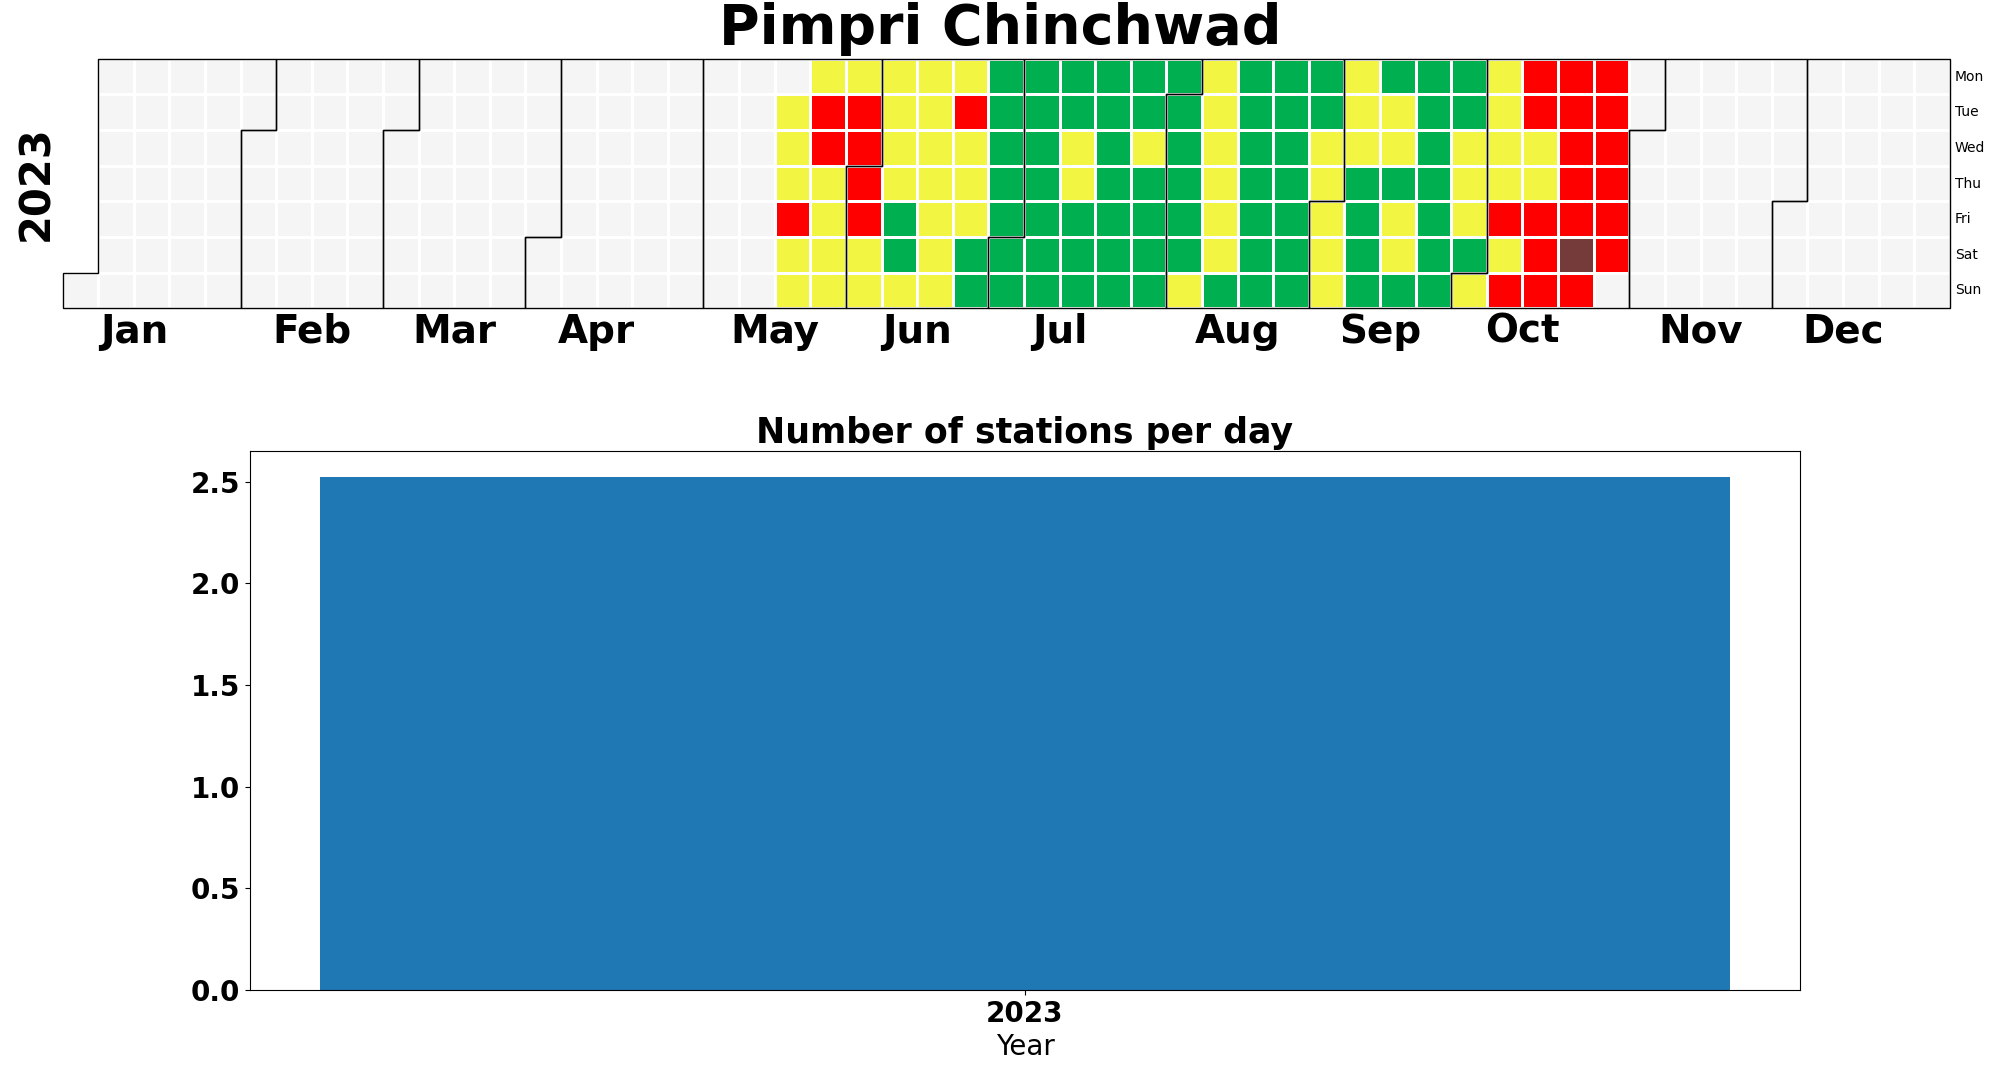 Pimpri Chinchwad
2023
Mon
Tue
Wed
Thu
Fri
Sat
Sun
Jan Feb Mar Apr May Jun Jul Aug Sep Oct Nov Dec
Number of stations per day
2.5
2.0
1.5
1.0
0.5
0.0
2023
Year